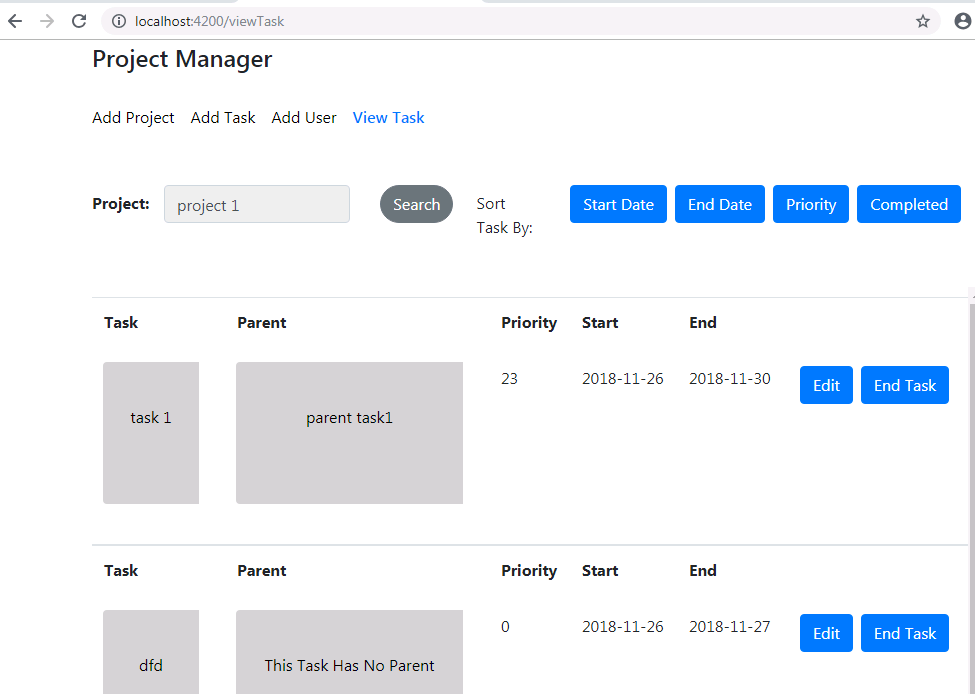 localhost:4200/viewTask
Project Manager
Add Project Add Task Add User View Task
Project: project 1 Search Sort Task By: Start Date End Date Priority Completed
Task Parent Priority Start End
task 1 parent task1 23 2018-11-26 2018-11-30 Edit End Task
Task Parent Priority Start End
dfd This Task Has No Parent 0 2018-11-26 2018-11-27 Edit End Task